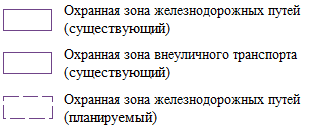 Охранная зона железнодорожных путей
(существующий)
Охранная зона внеуличного транспорта
(существующий)
Охранная зона железнодорожных путей
(планируемый)